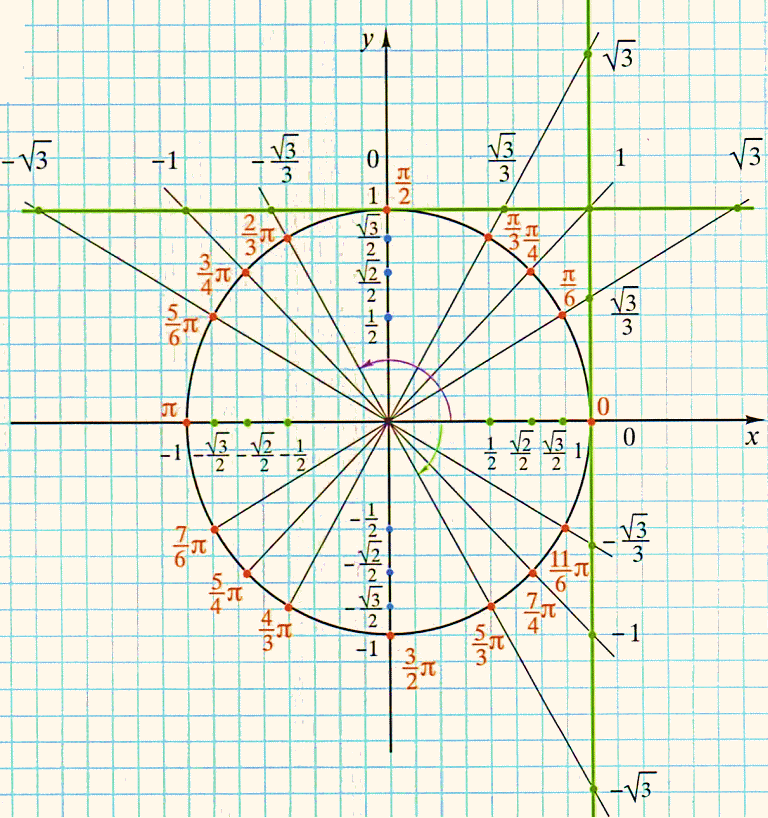 y
√3
-√3 -1 -√3/3 0 √3/3 1 √3
1 π/2
2/3π √3/2 π/3 π/4
3/4π √2/2 π/6
5/6π 1/2 √3/3
π 0
-1 -√3/2 -√2/2 -1/2 1/2 √2/2 √3/2 1 0 x
-1/2 -√3/3
7/6π -√2/2 11/6π
5/4π -√3/2 7/4π
4/3π -1 3/2π 5/3π -1
-√3